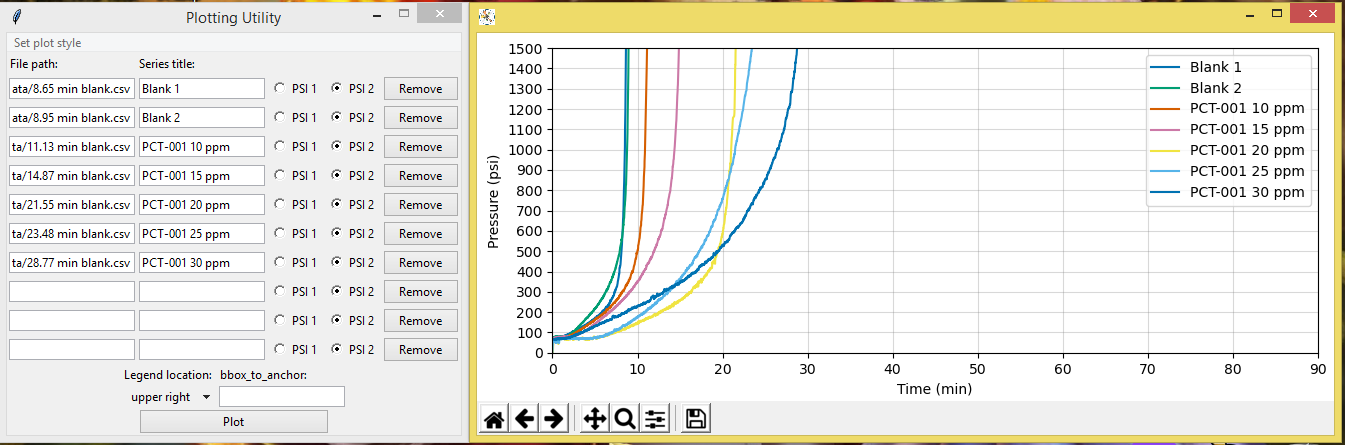 Plotting Utility
Set plot style
File path: Series title:
ata/8.65 min blank.csv Blank 1 PSI 1 PSI 2 Remove
ata/8.95 min blank.csv Blank 2 PSI 1 PSI 2 Remove
ta/11.13 min blank.csv PCT-001 10 ppm PSI 1 PSI 2 Remove
ta/14.87 min blank.csv PCT-001 15 ppm PSI 1 PSI 2 Remove
ta/21.55 min blank.csv PCT-001 20 ppm PSI 1 PSI 2 Remove
ta/23.48 min blank.csv PCT-001 25 ppm PSI 1 PSI 2 Remove
ta/28.77 min blank.csv PCT-001 30 ppm PSI 1 PSI 2 Remove
PSI 1 PSI 2 Remove
PSI 1 PSI 2 Remove
PSI 1 PSI 2 Remove
Legend location: bbox_to_anchor:
upper right
Plot
Pressure (psi)
1500
1400
1300
1200
1100
1000
900
800
700
600
500
400
300
200
100
0
0 10 20 30 40 50 60 70 80 90
Time (min)
Blank 1
Blank 2
PCT-001 10 ppm
PCT-001 15 ppm
PCT-001 20 ppm
PCT-001 25 ppm
PCT-001 30 ppm